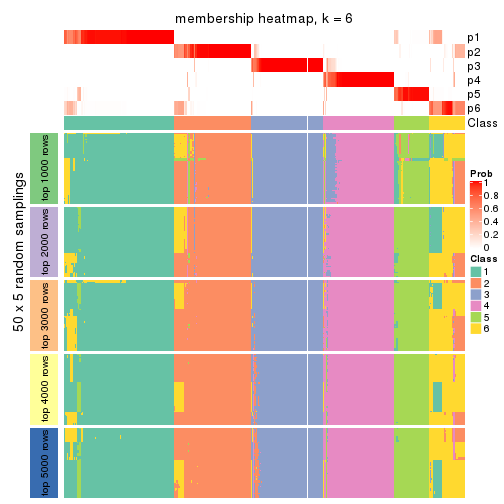 membership heatmap, k = 6
p1
p2
p3
p4
p5
p6
Class
50 x 5 random samplings
top 1000 rows
top 2000 rows
top 3000 rows
top 4000 rows
top 5000 rows
Prob
1
0.8
0.6
0.4
0.2
0
Class
1
2
3
4
5
6